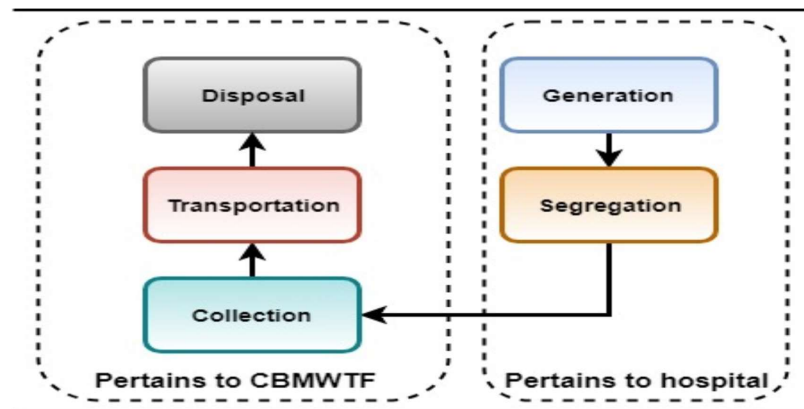 Disposal
Transportation
Collection
Pertains to CBMWTF
Generation
Segregation
Pertains to hospital